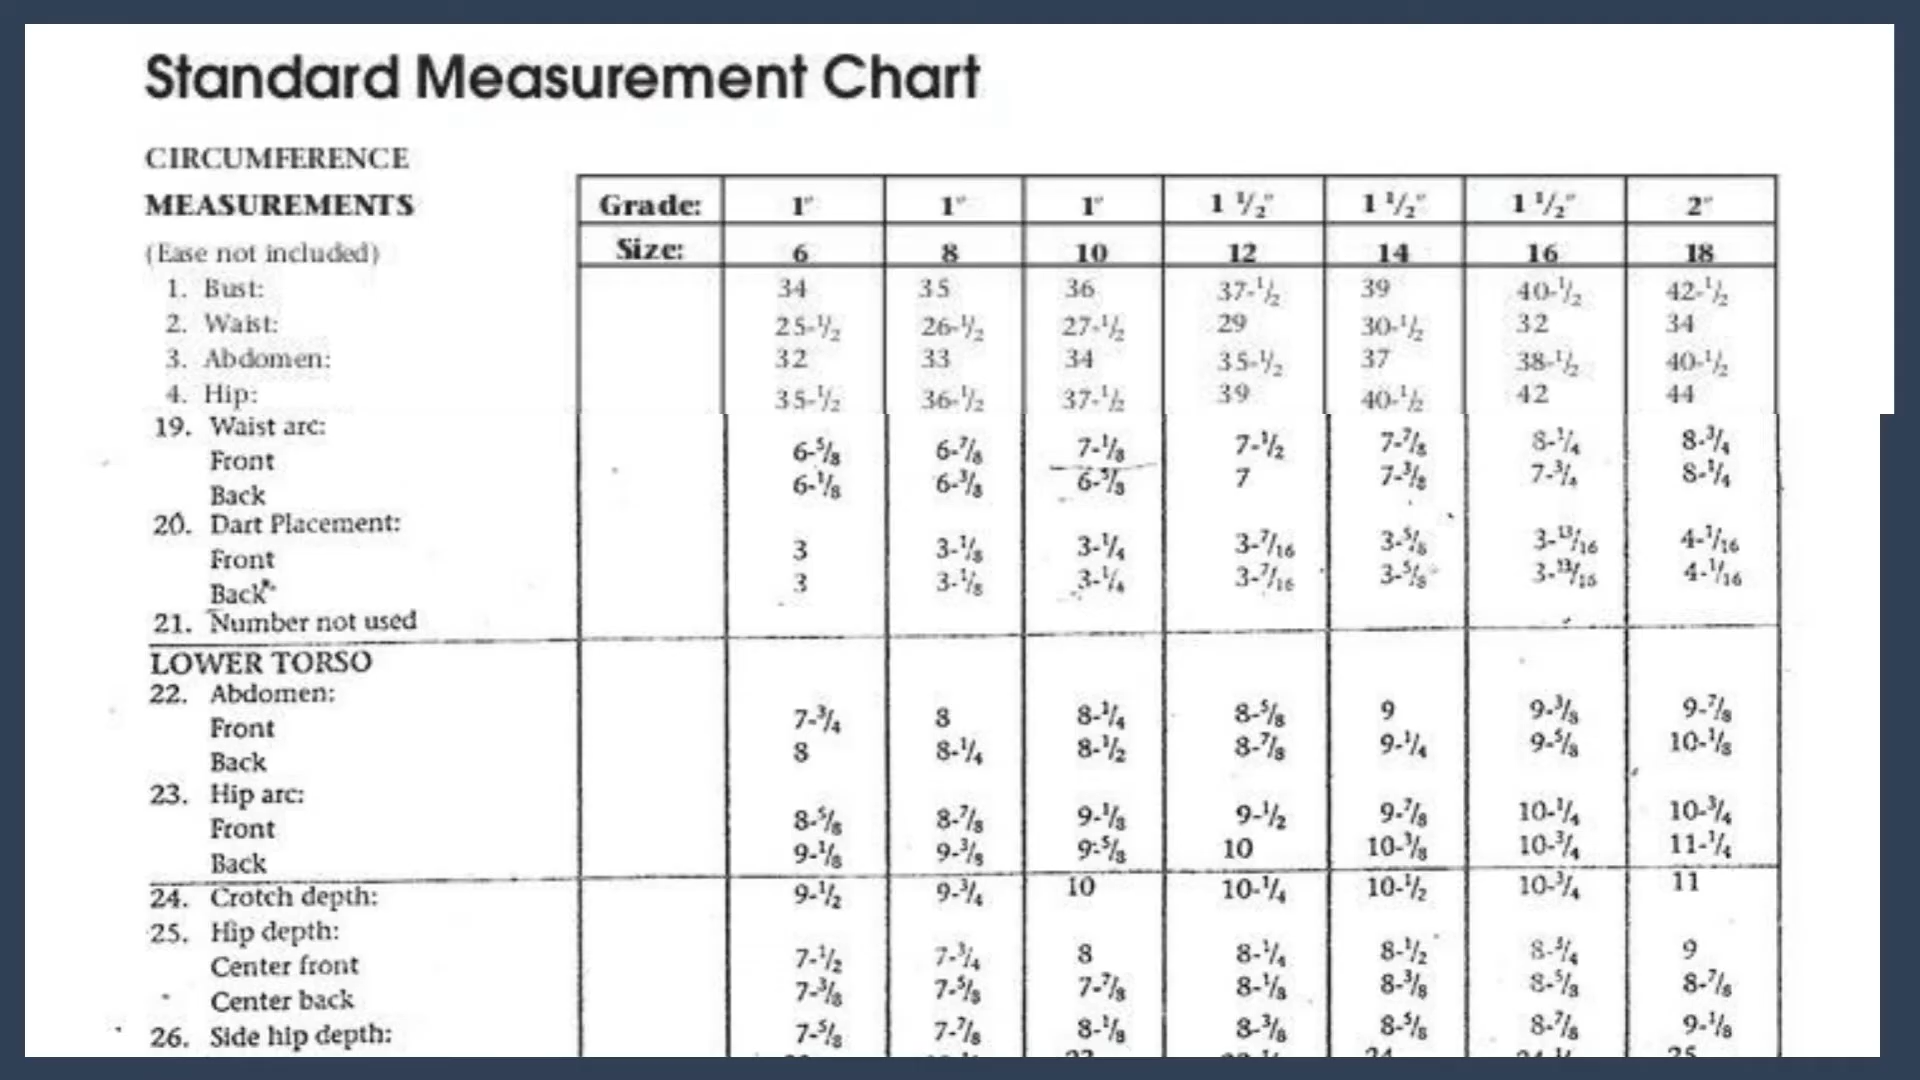 Standard Measurement Chart
CIRCUMFERENCE
MEASUREMENTS Grade: 1" 1" 1" 1 1/2" 1 1/2" 1 1/2" 2"
(Ease not included) Size: 6 8 10 12 14 16 18
1. Bust: 34 35 36 37-1/2 39 40-1/2 42-1/2
2. Waist: 25-1/2 26-1/2 27-1/2 29 30-1/2 32 34
3. Abdomen: 32 33 34 35-1/2 37 38-1/2 40-1/2
4. Hip: 35-1/2 36-1/2 37-1/2 39 40-1/2 42 44
19. Waist arc:
Front 6-5/8 6-7/8 7-1/8 7-1/2 7-7/8 8-1/4 8-3/4
Back 6-1/8 6-3/8 6-5/8 7 7-3/8 7-3/4 8-1/4
20. Dart Placement:
Front 3 3-1/8 3-1/4 3-7/16 3-5/8 3-13/16 4-1/16
Back 3 3-1/8 3-1/4 3-7/16 3-5/8 3-13/16 4-1/16
21. Number not used
LOWER TORSO
22. Abdomen:
Front 7-3/4 8 8-1/4 8-5/8 9 9-3/8 9-7/8
Back 8 8-1/4 8-1/2 8-7/8 9-1/4 9-5/8 10-1/8
23. Hip arc:
Front 8-5/8 8-7/8 9-1/8 9-1/2 9-7/8 10-1/4 10-3/4
Back 9-1/8 9-3/8 9-5/8 10 10-3/8 10-3/4 11-1/4
24. Crotch depth: 9-1/2 9-3/4 10 10-1/4 10-1/2 10-3/4 11
25. Hip depth:
Center front 7-1/2 7-3/4 8 8-1/4 8-1/2 8-3/4 9
Center back 7-3/8 7-5/8 7-7/8 8-1/8 8-3/8 8-5/8 8-7/8
26. Side hip depth: 7-5/8 7-7/8 8-1/8 8-3/8 8-5/8 8-7/8 9-1/8